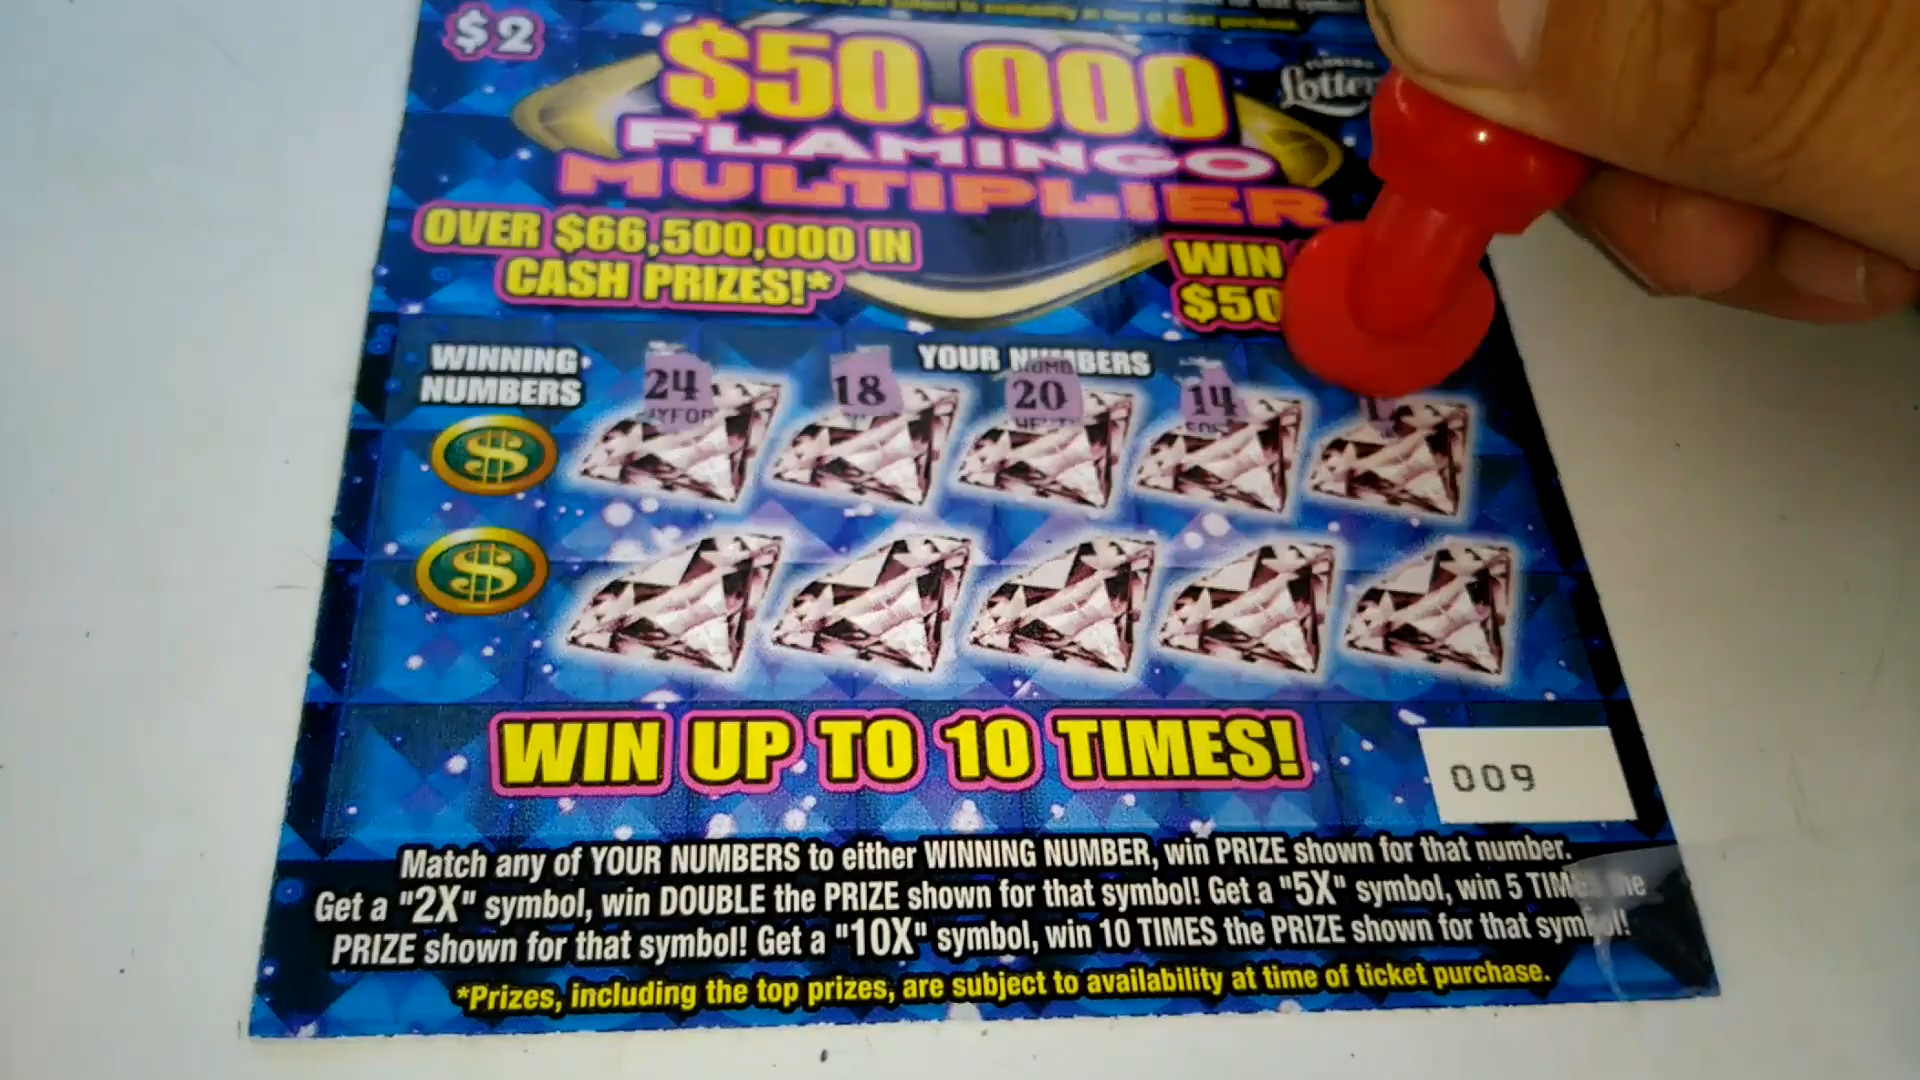 $2
$50,000
FLORIDA
FLAMINGO
MULTIPLIER
OVER $66,500,000 IN
CASH PRIZES!*
WIN
$50
WINNING
NUMBERS
YOUR NUMBERS
24 18 20 14
WIN UP TO 10 TIMES!
009
Match any of YOUR NUMBERS to either WINNING NUMBER, win PRIZE shown for that number.
Get a "2X" symbol, win DOUBLE the PRIZE shown for that symbol! Get a "5X" symbol, win 5 TIMES the
PRIZE shown for that symbol! Get a "10X" symbol, win 10 TIMES the PRIZE shown for that symbol!
*Prizes, including the top prizes, are subject to availability at time of ticket purchase.